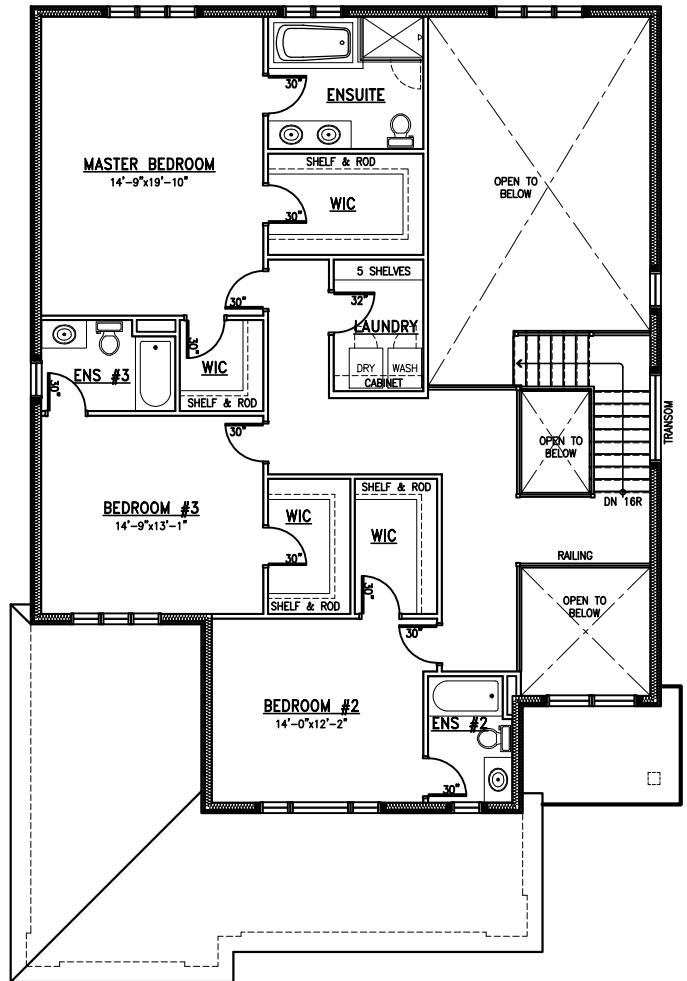 30"
ENSUITE
MASTER BEDROOM
14'-9"x19'-10"
SHELF & ROD
WIC
30"
OPEN TO
BELOW
5 SHELVES
30"
32"
LAUNDRY
DRY
WASH
CABINET
30"
WIC
SHELF & ROD
ENS #3
30"
30"
OPEN TO
BELOW
TRANSOM
DN 16R
BEDROOM #3
14'-9"x13'-1"
WIC
30"
SHELF & ROD
SHELF & ROD
WIC
30"
RAILING
OPEN TO
BELOW
30"
BEDROOM #2
14'-0"x12'-2"
ENS #2
30"